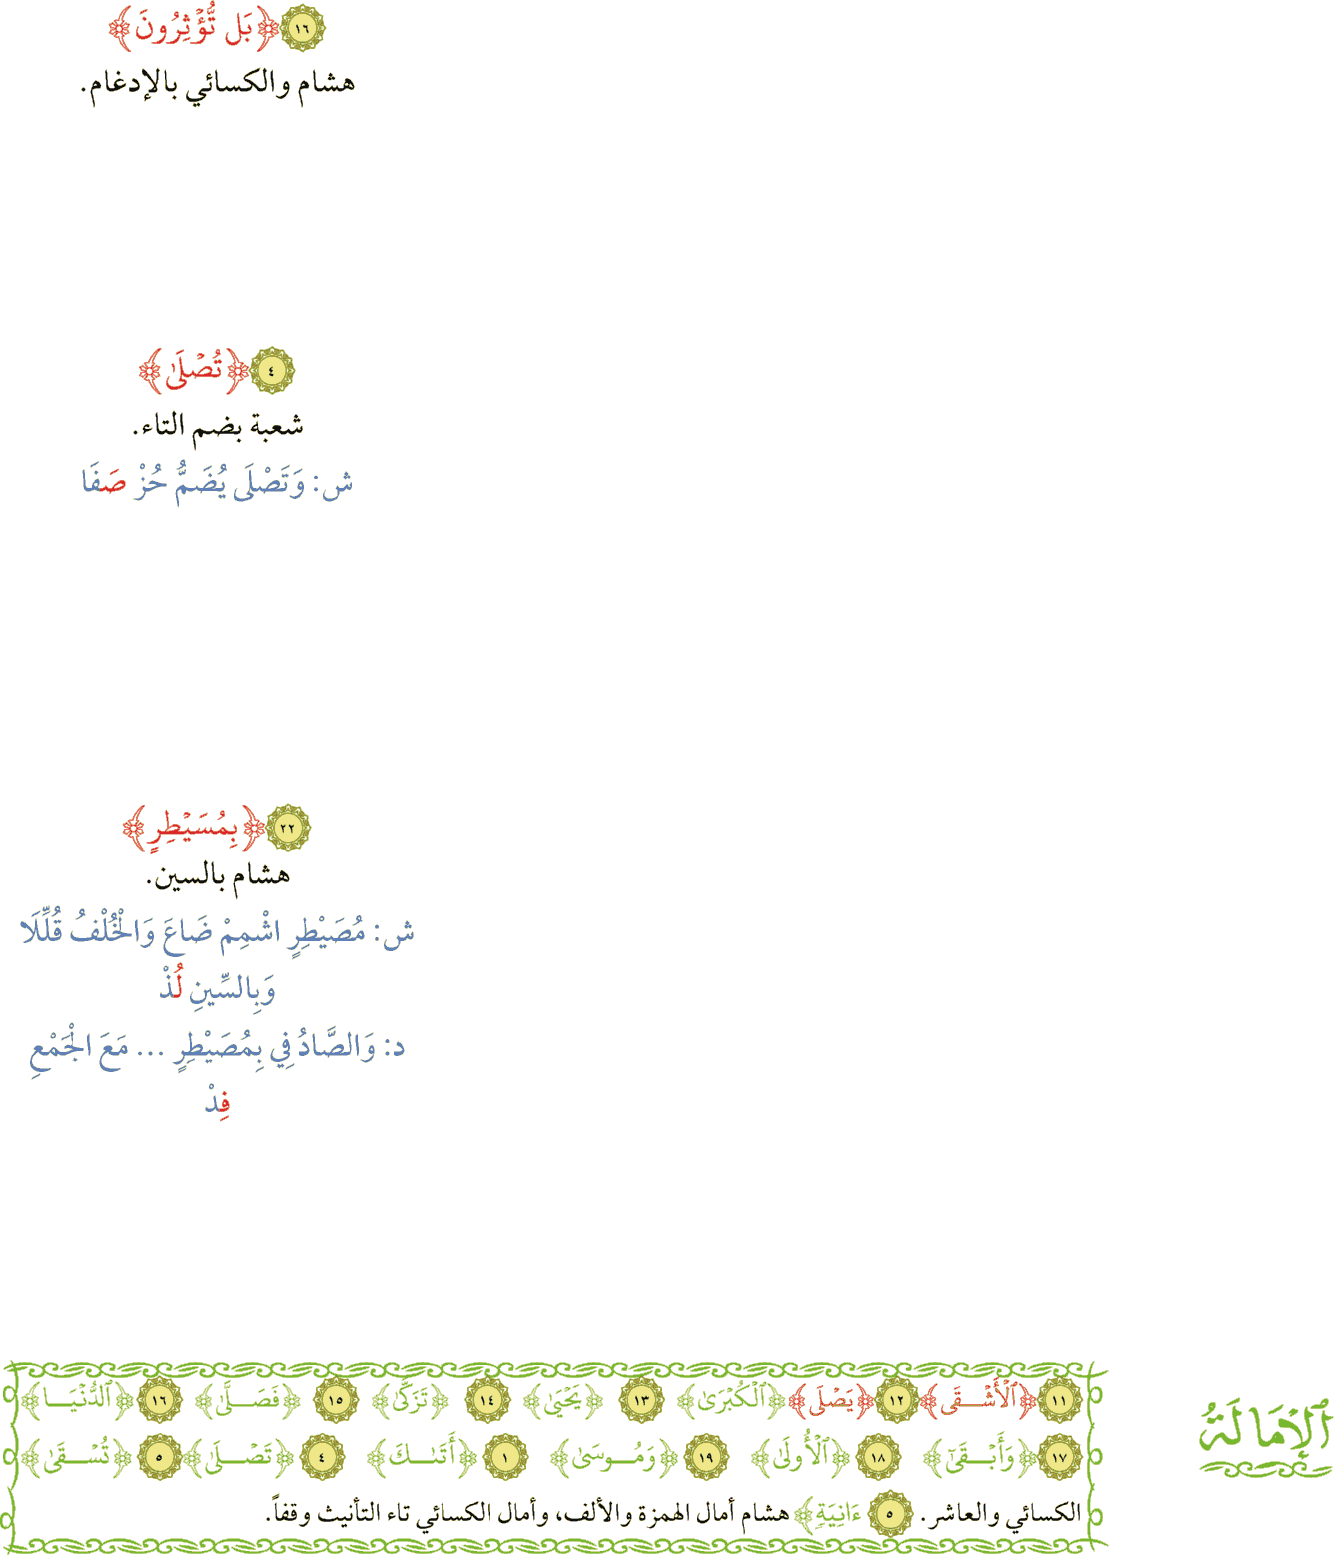 ١٦ ﴿بَل تُّؤْثِرُونَ﴾
هشام والكسائي بالإدغام.
٤ ﴿تُصْلَىٰ﴾
شعبة بضم التاء.
ش: وَتَصْلَى يُضَمُّ حُزْ صَفَا
٢٢ ﴿بِمُسَيْطِرٍ﴾
هشام بالسين.
ش: مُصَيْطِرٍ اشْمِمْ ضَاعَ وَالْخُلْفُ قُلِّلَا
وَبِالسِّينِ لُذْ
د: وَالصَّادُ فِي بِمُصَيْطِرٍ ... مَعَ الْجَمْعِ
فِدْ
ٱلْإِمَالَةُ
١١ ﴿ٱلْأَشْقَى﴾ ١٢ ﴿يَصْلَى﴾ ﴿ٱلْكُبْرَىٰ﴾ ١٣ ﴿يَحْيَىٰ﴾ ١٤ ﴿تَزَكَّىٰ﴾ ١٥ ﴿فَصَلَّىٰ﴾ ١٦ ﴿ٱلدُّنْيَا﴾
١٧ ﴿وَأَبْقَىٰٓ﴾ ١٨ ﴿ٱلْأُولَىٰ﴾ ١٩ ﴿وَمُوسَىٰ﴾ ١ ﴿أَتَىٰكَ﴾ ٤ ﴿تَصْلَىٰ﴾ ٥ ﴿تُسْقَىٰ﴾
الكسائي والعاشر. ٥ ﴿ءَانِيَةٍ﴾ هشام أمال الهمزة والألف، وأمال الكسائي تاء التأنيث وقفاً.